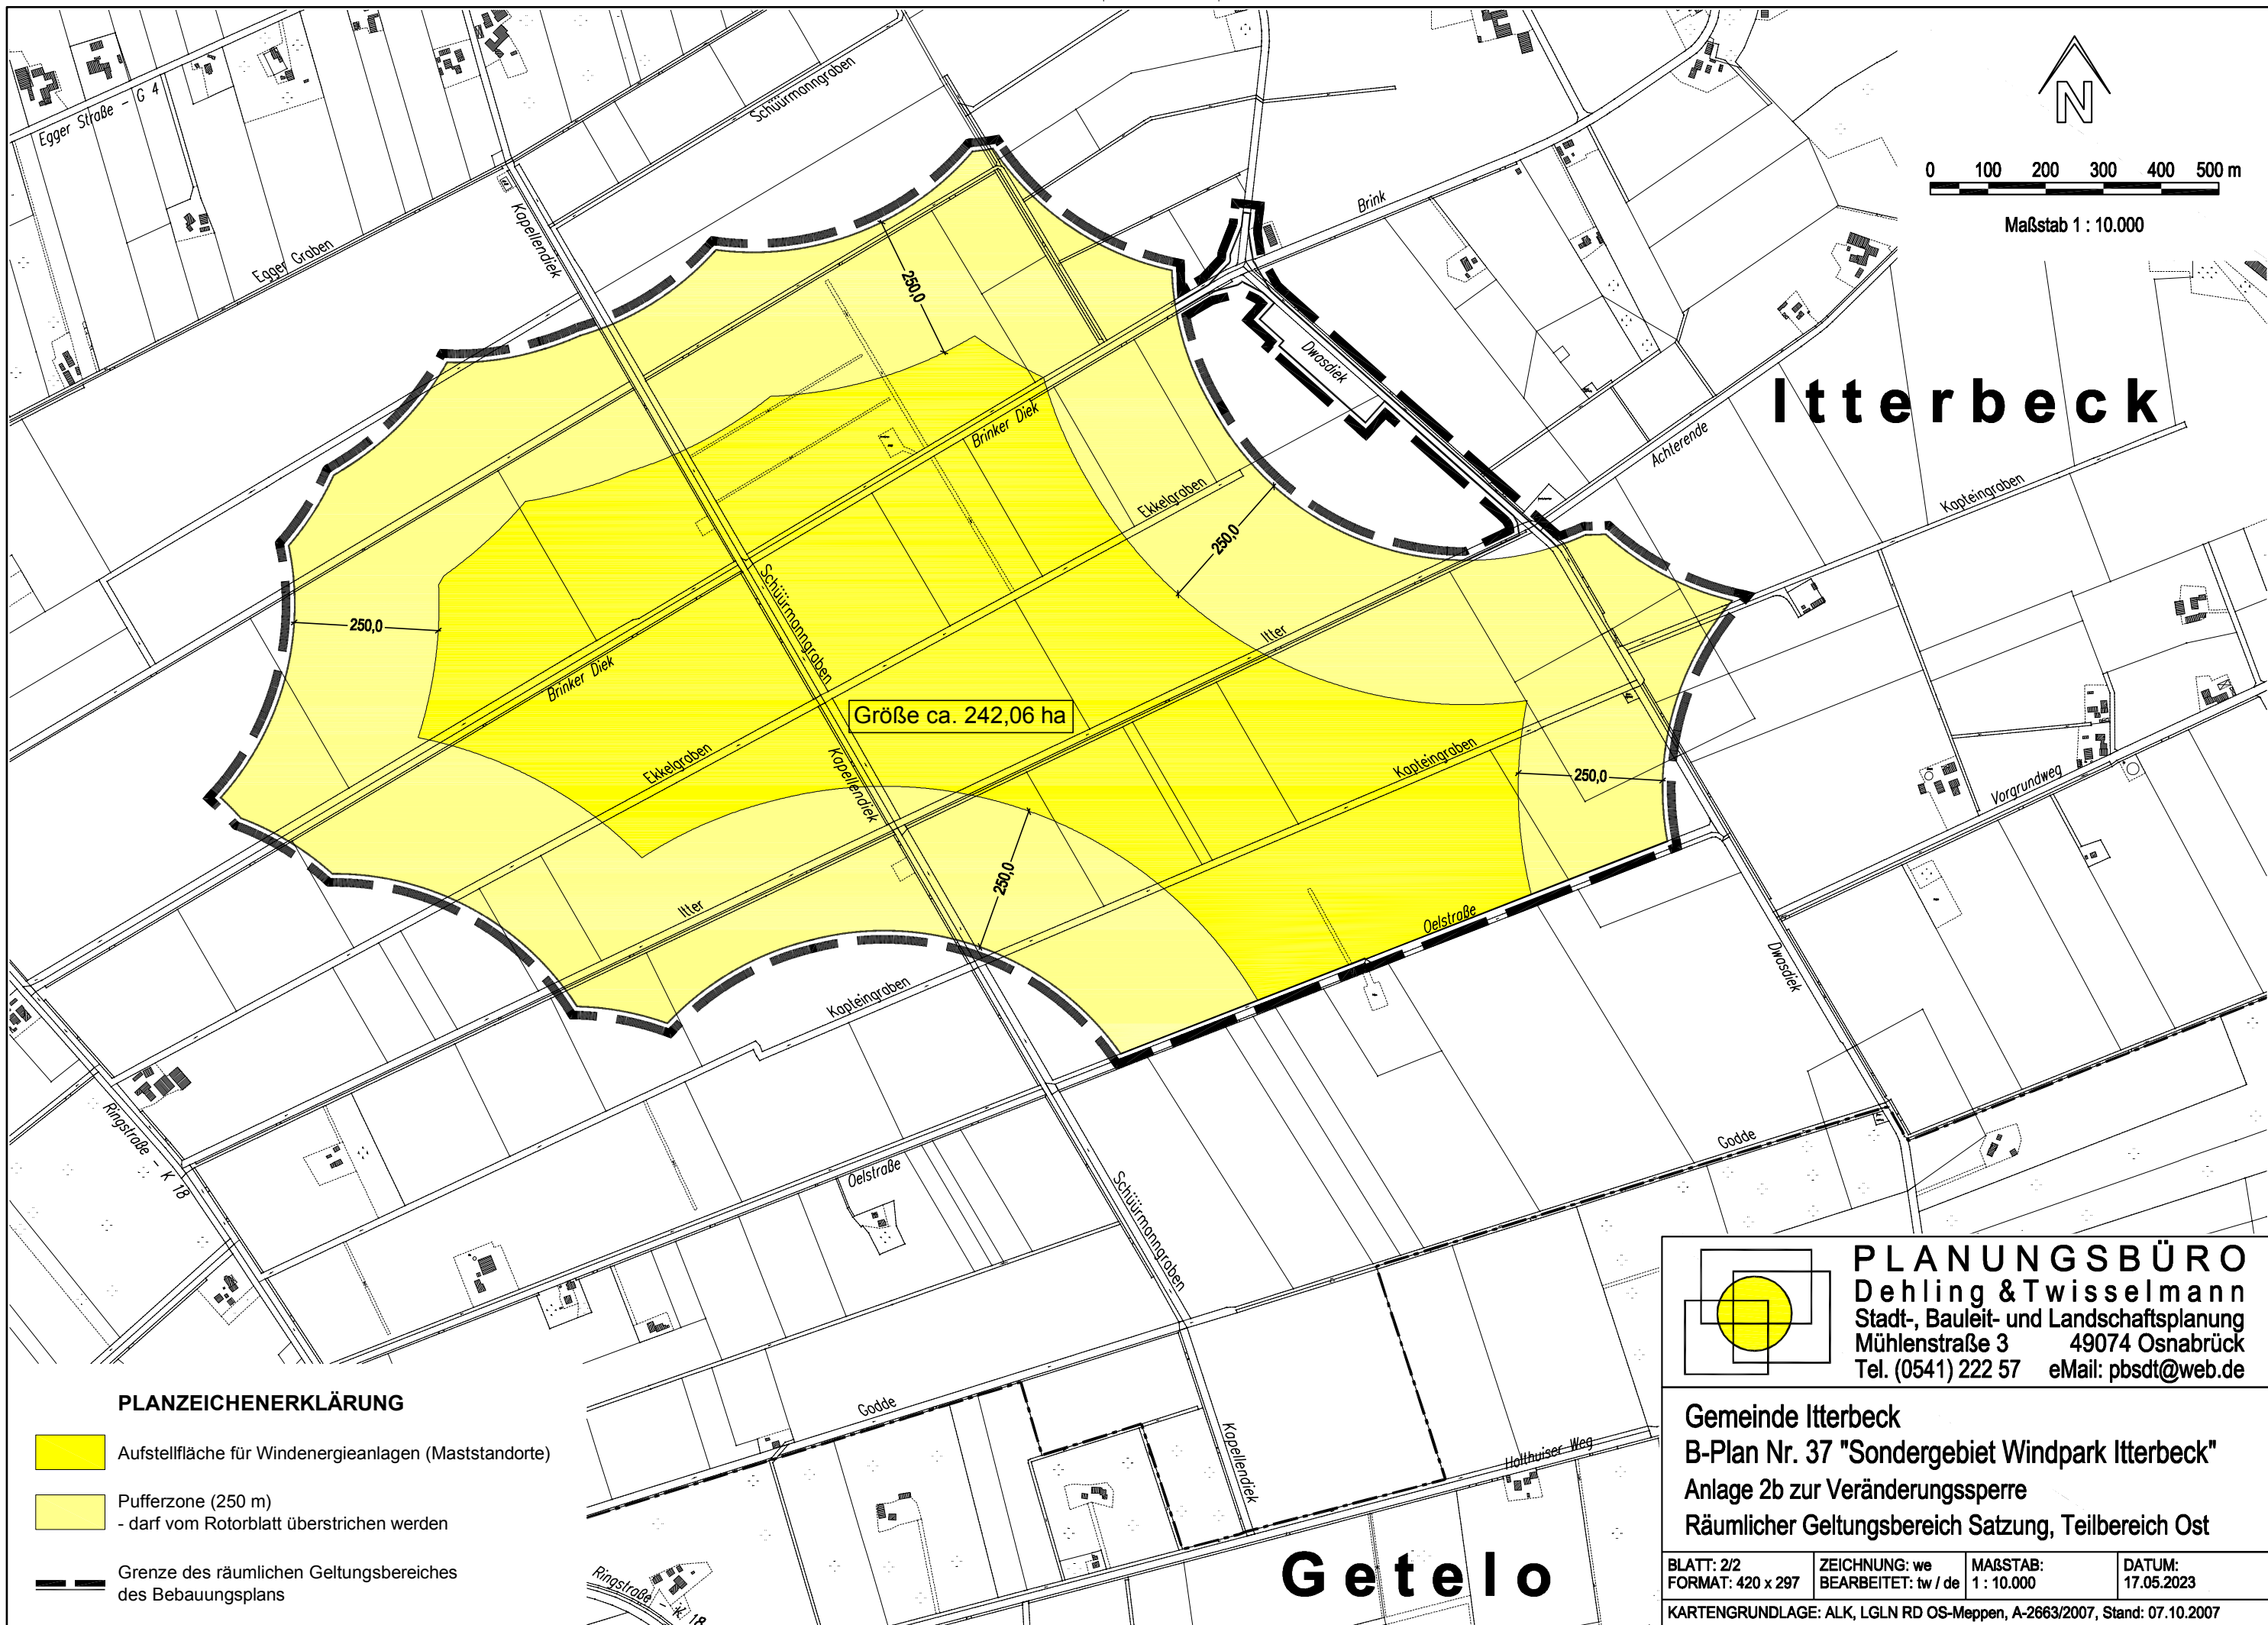 Egger Straße - G 4
Schüürmanngraben
Kapellendiek
Egger Graben
Brink
N
0 100 200 300 400 500 m
Maßstab 1 : 10.000
250,0
Dwasdiek
Itterbeck
Brinker Diek
Achterende
Ekkelgraben
Kapteingraben
250,0
Schüürmanngraben
250,0
Itter
Brinker Diek
Größe ca. 242,06 ha
Ekkelgraben
Kapellendiek
Kapteingraben
250,0
Vorgrundweg
250,0
Itter
Oelstraße
Dwasdiek
Kapteingraben
Ringstraße - K 18
Oelstraße
Godde
Schüürmanngraben
Godde
Kapellendiek
Holthuiser Weg
Ringstraße - K 18
Getelo
PLANZEICHENERKLÄRUNG
Aufstellfläche für Windenergieanlagen (Maststandorte)
Pufferzone (250 m)
- darf vom Rotorblatt überstrichen werden
Grenze des räumlichen Geltungsbereiches
des Bebauungsplans
PLANUNGSBÜRO
Dehling & Twisselmann
Stadt-, Bauleit- und Landschaftsplanung
Mühlenstraße 3 49074 Osnabrück
Tel. (0541) 222 57 eMail: pbsdt@web.de
Gemeinde Itterbeck
B-Plan Nr. 37 "Sondergebiet Windpark Itterbeck"
Anlage 2b zur Veränderungssperre
Räumlicher Geltungsbereich Satzung, Teilbereich Ost
BLATT: 2/2
FORMAT: 420 x 297
ZEICHNUNG: we
BEARBEITET: tw / de
MAßSTAB:
1 : 10.000
DATUM:
17.05.2023
KARTENGRUNDLAGE: ALK, LGLN RD OS-Meppen, A-2663/2007, Stand: 07.10.2007